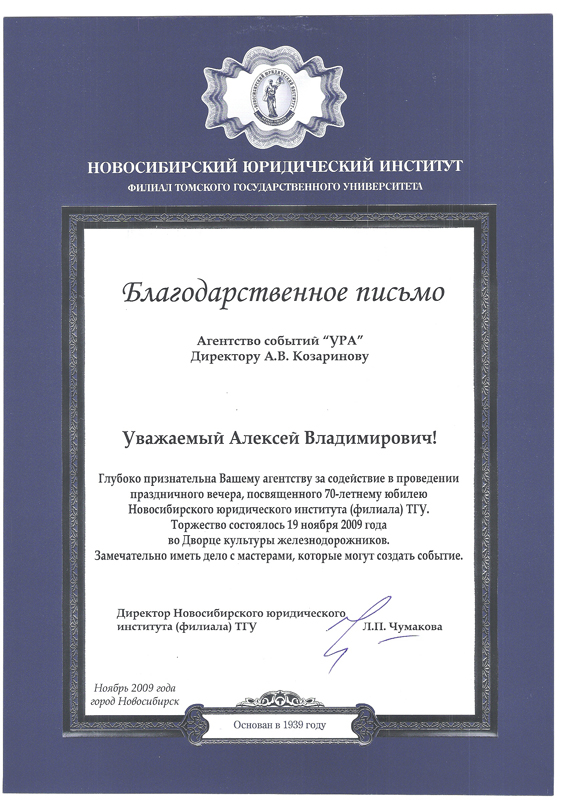 НОВОСИБИРСКИЙ ЮРИДИЧЕСКИЙ ИНСТИТУТ
ФИЛИАЛ ТОМСКОГО ГОСУДАРСТВЕННОГО УНИВЕРСИТЕТА
Благодарственное письмо
Агентство событий “УРА”
Директору А.В. Козаринову
Уважаемый Алексей Владимирович!
Глубоко признательна Вашему агентству за содействие в проведении
праздничного вечера, посвященного 70-летнему юбилею
Новосибирского юридического института (филиала) ТГУ.
Торжество состоялось 19 ноября 2009 года
во Дворце культуры железнодорожников.
Замечательно иметь дело с мастерами, которые могут создать событие.
Директор Новосибирского юридического
института (филиала) ТГУ Л.П. Чумакова
Ноябрь 2009 года
город Новосибирск
Основан в 1939 году